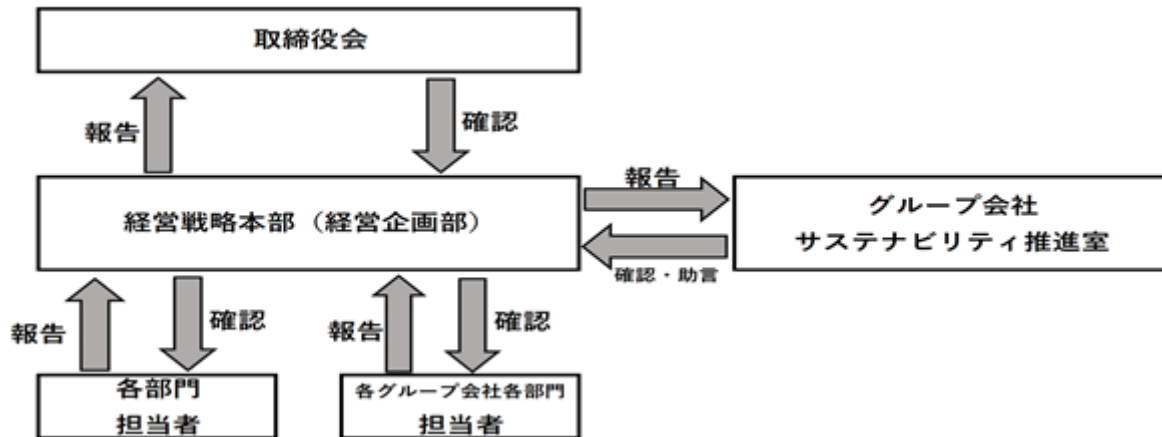 取締役会
報告
確認
経営戦略本部（経営企画部）
報告
確認・助言
グループ会社
サステナビリティ推進室
報告
確認
報告
確認
各部門
担当者
各グループ会社各部門
担当者